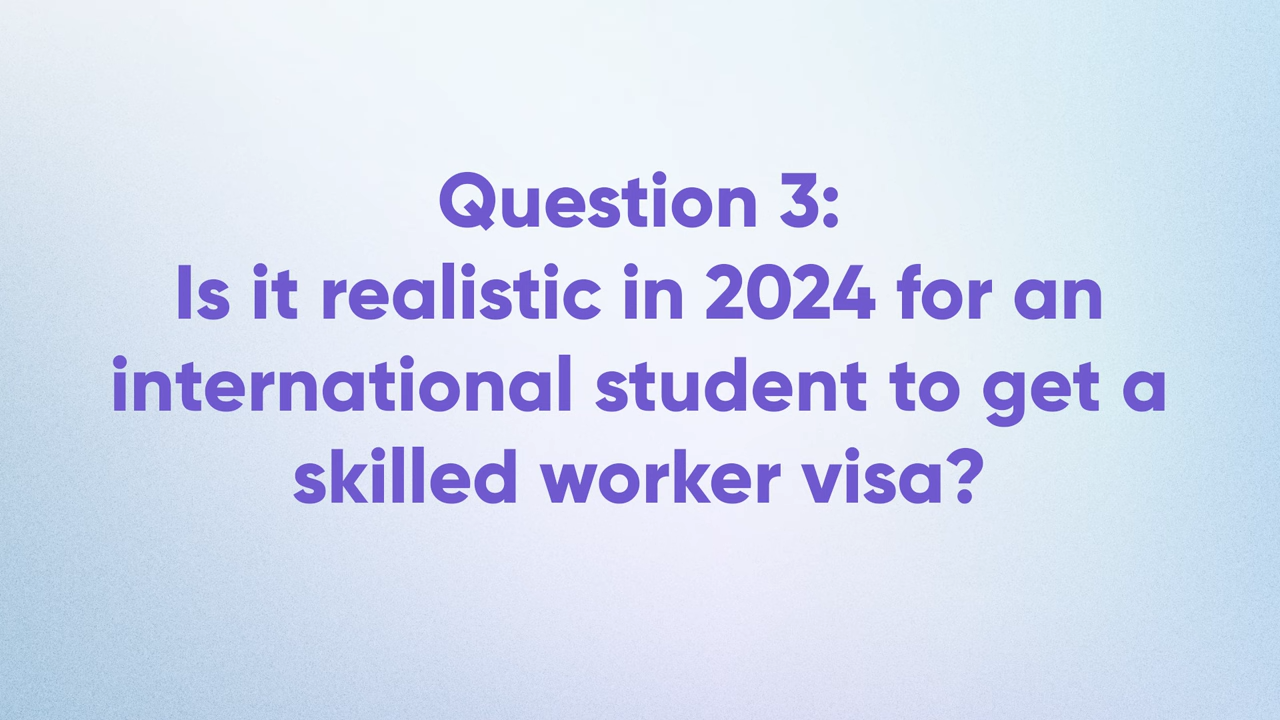 Question 3:
Is it realistic in 2024 for an
international student to get a
skilled worker visa?